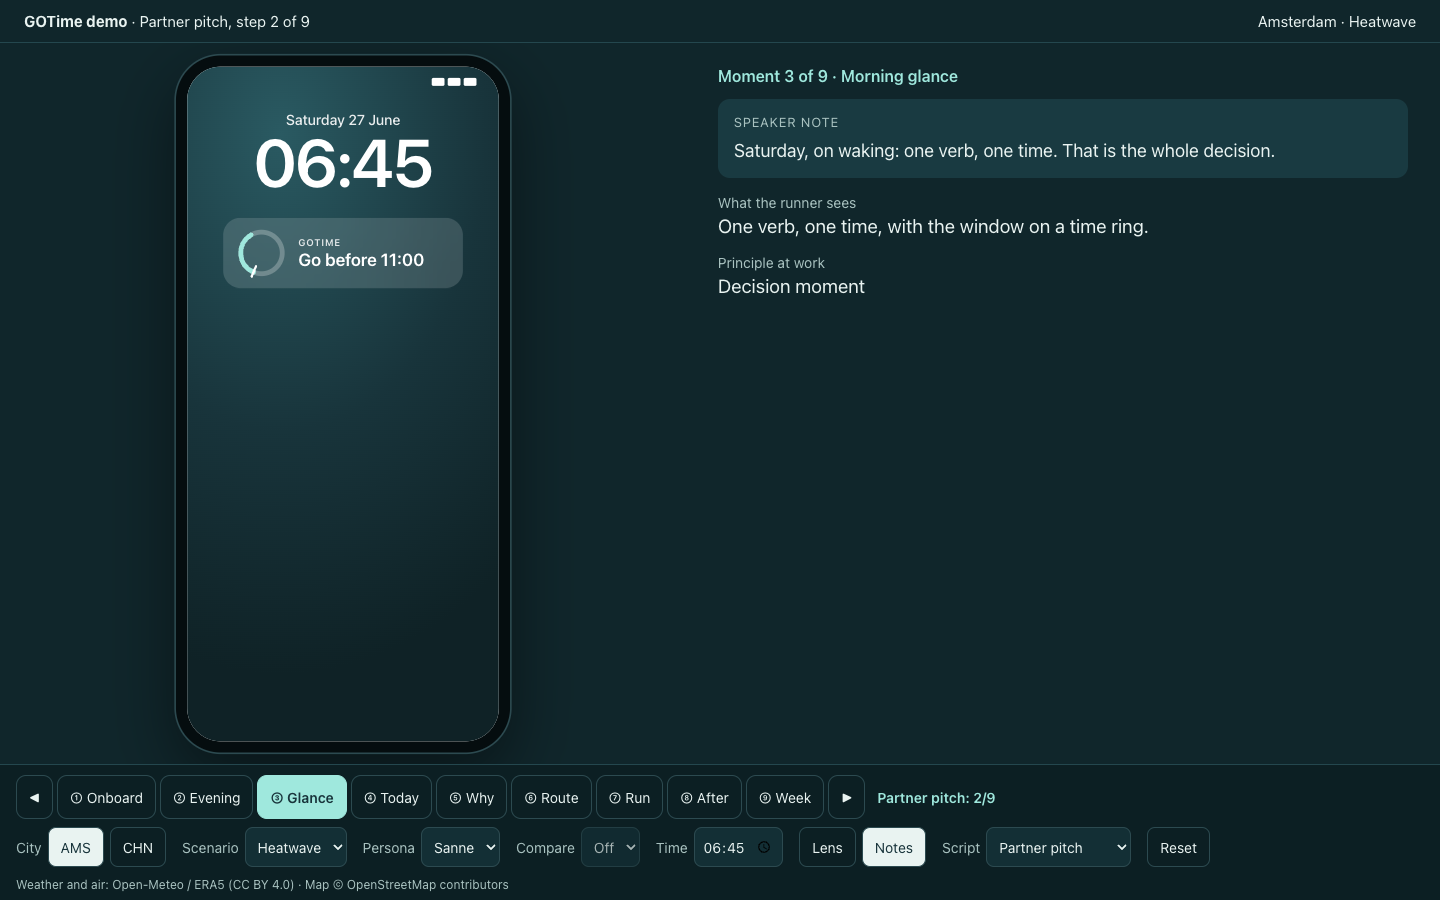 GOTime demo · Partner pitch, step 2 of 9
Amsterdam · Heatwave
Saturday 27 June
06:45
GOTIME
Go before 11:00
Moment 3 of 9 · Morning glance
SPEAKER NOTE
Saturday, on waking: one verb, one time. That is the whole decision.
What the runner sees
One verb, one time, with the window on a time ring.
Principle at work
Decision moment
◄ ① Onboard ② Evening ③ Glance ④ Today ⑤ Why ⑥ Route ⑦ Run ⑧ After ⑨ Week ► Partner pitch: 2/9
City AMS CHN Scenario Heatwave Persona Sanne Compare Off Time 06:45 Lens Notes Script Partner pitch Reset
Weather and air: Open-Meteo / ERA5 (CC BY 4.0) · Map © OpenStreetMap contributors